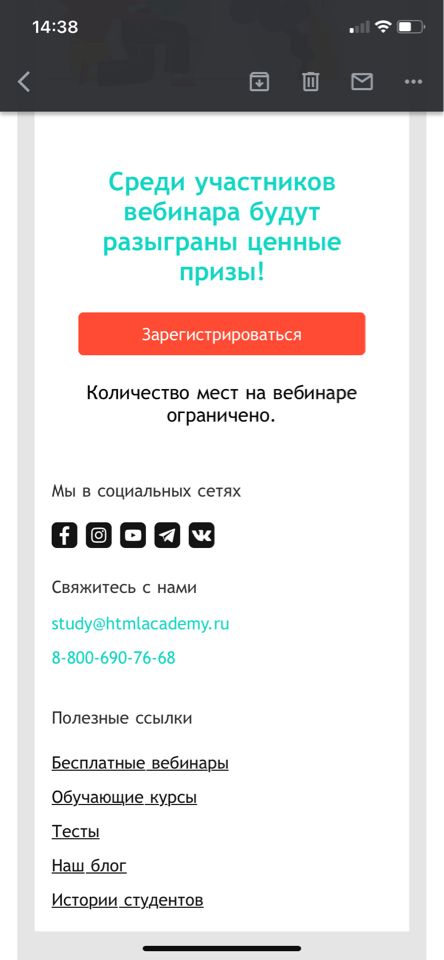 14:38
Среди участников
вебинара будут
разыграны ценные
призы!
Зарегистрироваться
Количество мест на вебинаре
ограничено.
Мы в социальных сетях
Свяжитесь с нами
study@htmlacademy.ru
8-800-690-76-68
Полезные ссылки
Бесплатные вебинары
Обучающие курсы
Тесты
Наш блог
Истории студентов